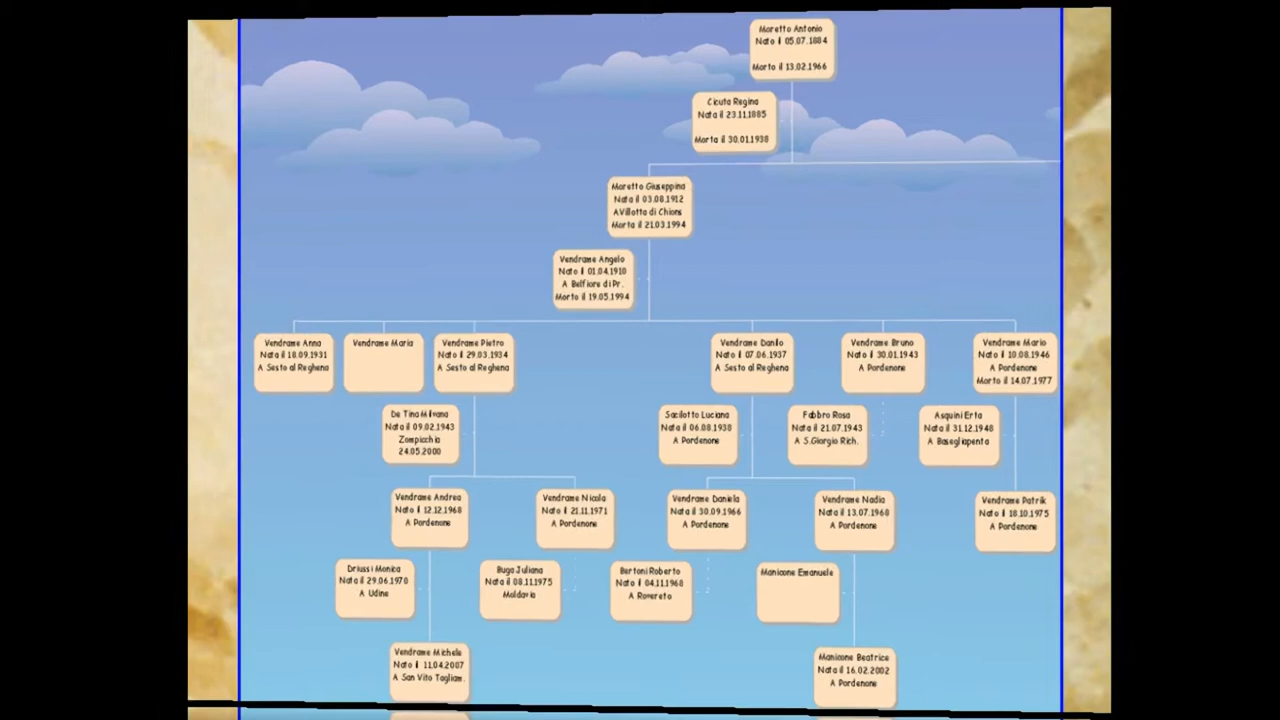 Moretto Antonio
Nato il 05.07.1884
Morto il 13.02.1966
Cicuto Regina
Nata il 23.11.1885
Morta il 30.01.1938
Moretto Giuseppina
Nata il 03.08.1912
A Villotta di Chions
Morta il 21.03.1994
Vendrame Angelo
Nato il 01.04.1910
A Belfiore di Pr.
Morto il 19.05.1994
Vendrame Anna
Nata il 18.09.1931
A Sesto al Reghena
Vendrame Maria
Vendrame Pietro
Nato il 29.03.1934
A Sesto al Reghena
Vendrame Danilo
Nato il 07.06.1937
A Sesto al Reghena
Vendrame Bruno
Nato il 30.01.1943
A Pordenone
Vendrame Mario
Nato il 10.08.1946
A Pordenone
Morto il 14.07.1977
De Tina Milvana
Nata il 09.02.1943
Zompicchia
24.05.2000
Sacilotto Luciana
Nata il 06.08.1938
A Pordenone
Fabbro Rosa
Nata il 21.07.1943
A S.Giorgio Rich.
Asquini Erta
Nata il 31.12.1948
A Basegliapenta
Vendrame Andrea
Nato il 12.12.1968
A Pordenone
Vendrame Nicola
Nato il 21.11.1971
A Pordenone
Vendrame Daniela
Nata il 30.09.1966
A Pordenone
Vendrame Nadia
Nata il 13.07.1968
A Pordenone
Vendrame Patrik
Nato il 18.10.1975
A Pordenone
Driussi Monica
Nata il 29.06.1970
A Udine
Buga Juliana
Nata il 08.11.1975
Moldavia
Bertoni Roberto
Nato il 04.11.1968
A Rovereto
Manicone Emanuele
Vendrame Michele
Nato il 11.04.2007
A San Vito Tagliam.
Manicone Beatrice
Nata il 16.02.2002
A Pordenone